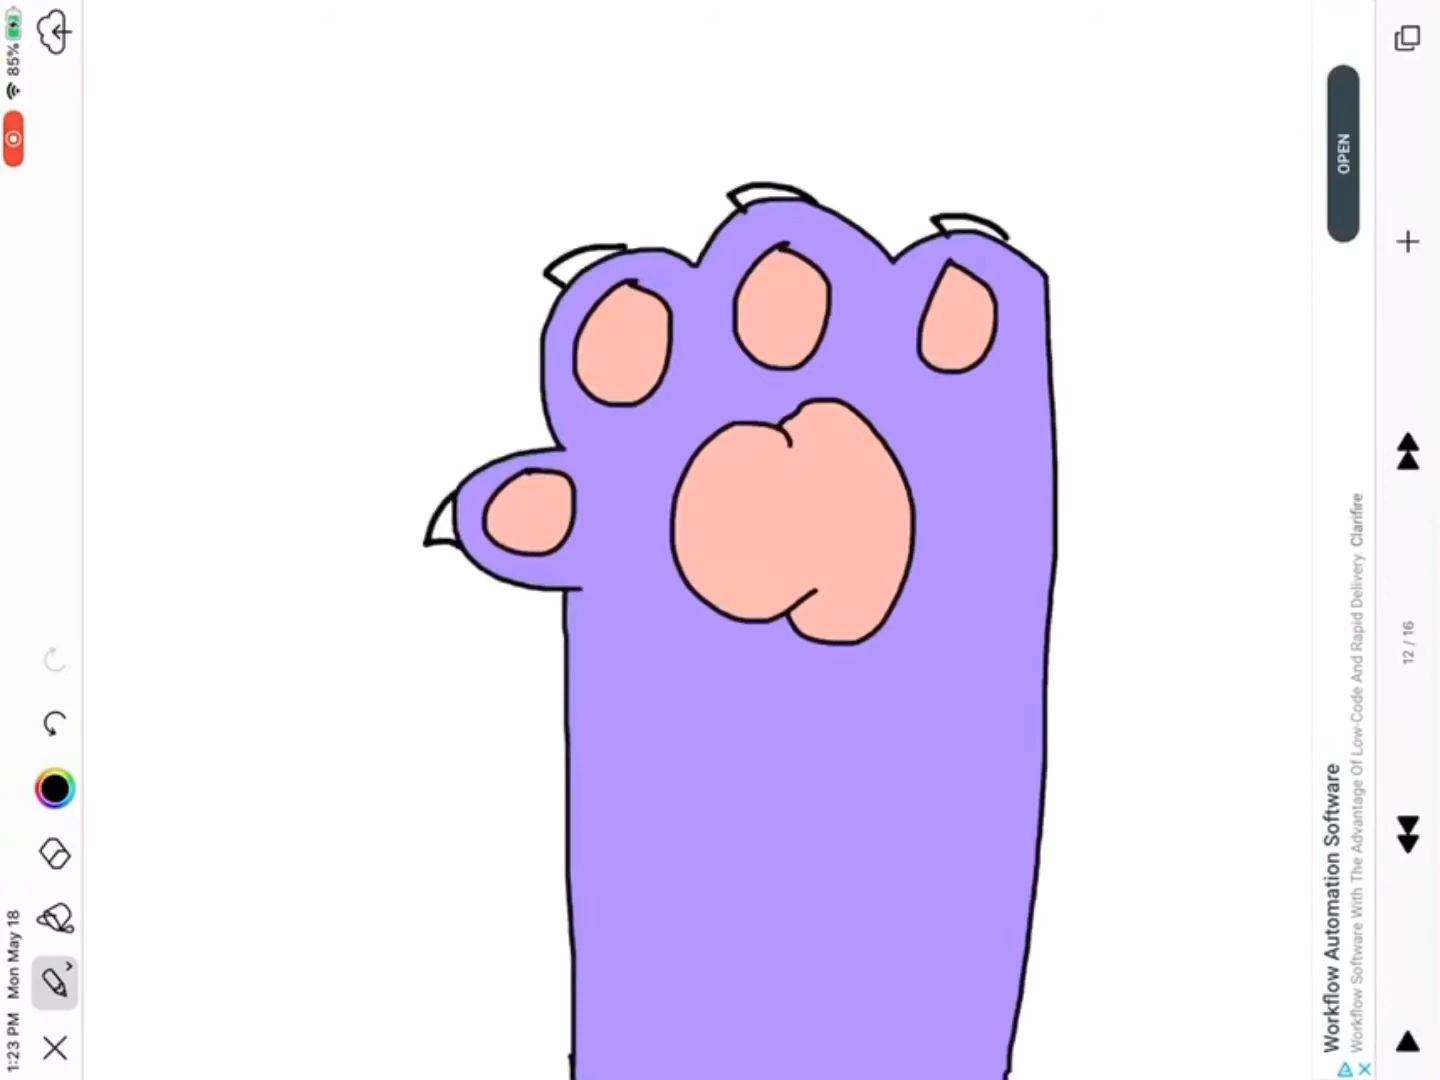 1:23 PM Mon May 18
85%
12 / 16
Workflow Automation Software
Workflow Software With The Advantage Of Low-Code And Rapid Delivery. Clarifire
OPEN